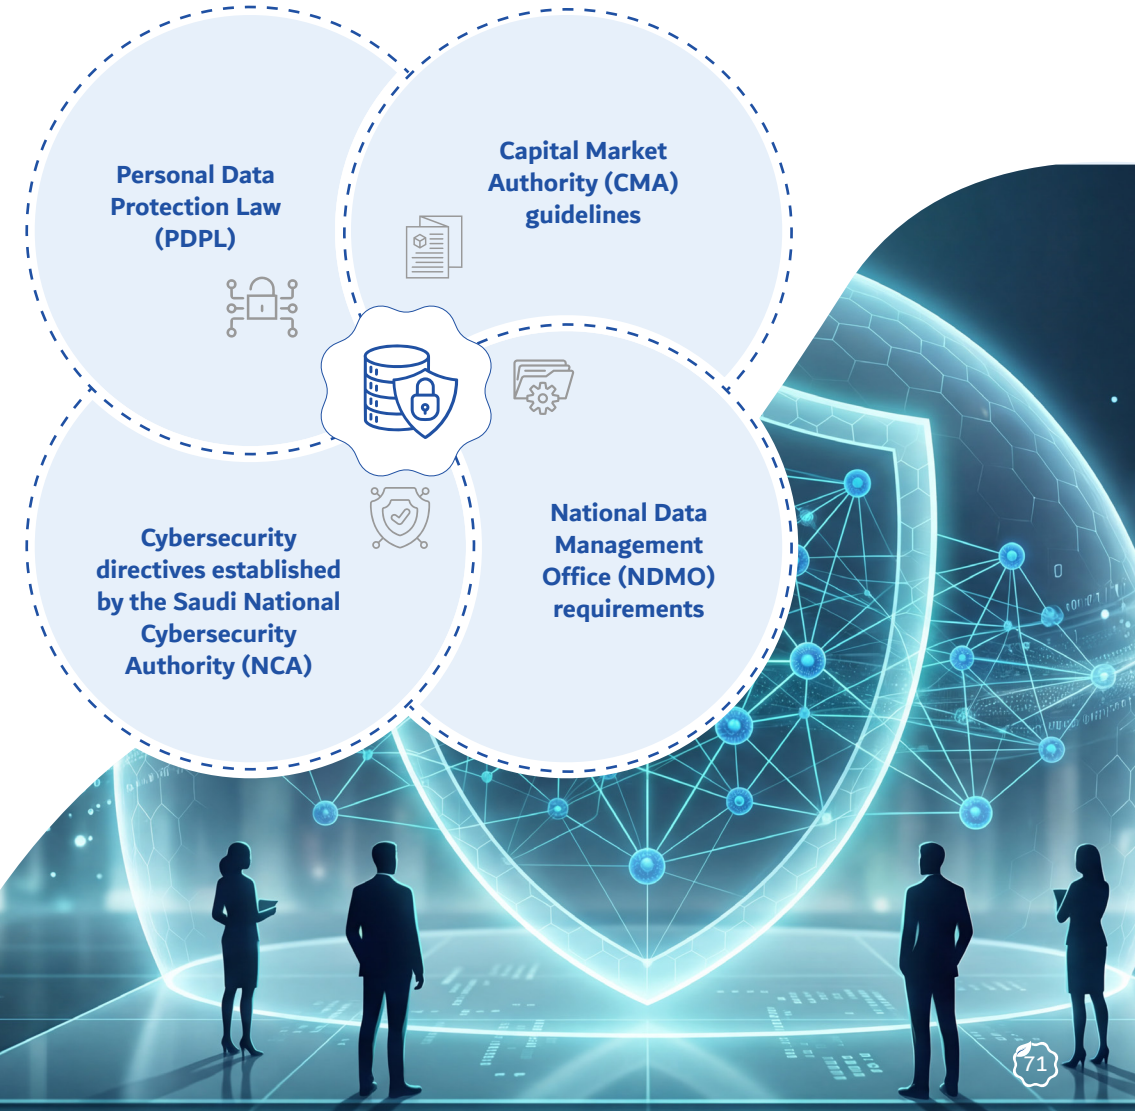 Personal Data
Protection Law
(PDPL)
Capital Market
Authority (CMA)
guidelines
Cybersecurity
directives established
by the Saudi National
Cybersecurity
Authority (NCA)
National Data
Management
Office (NDMO)
requirements
71